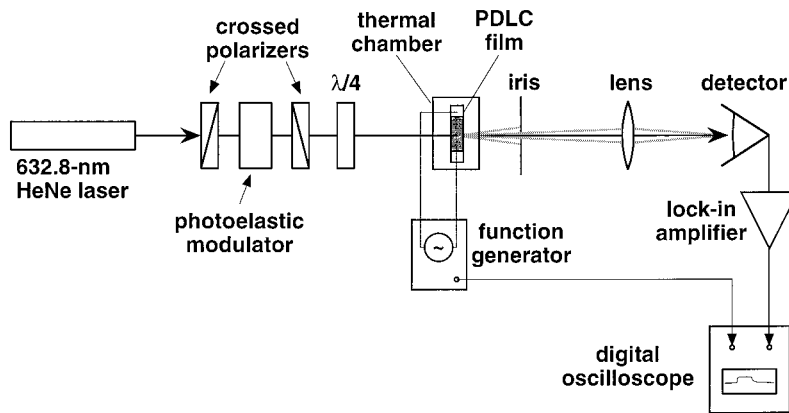 crossed
polarizers
λ/4
thermal
chamber
PDLC
film
iris
lens
detector
632.8-nm
HeNe laser
photoelastic
modulator
~
function
generator
lock-in
amplifier
digital
oscilloscope